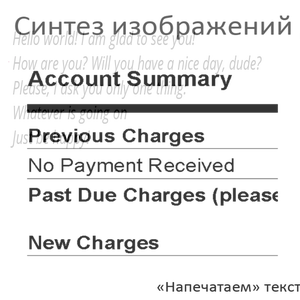 Синтез изображений
Hello world! I am glad to see you!
How are you? Will you have a nice day, dude?
Account Summary
Please, I ask you only one thing:
Whatever is going on
Previous Charges
Just be happy!
No Payment Received
Past Due Charges (please
New Charges
«Напечатаем» текст